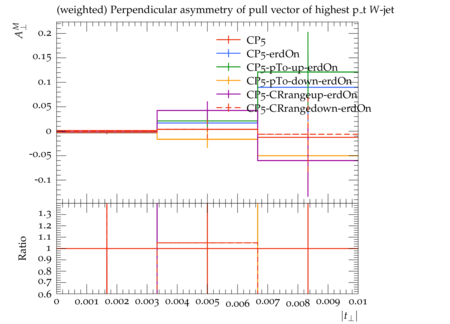 (weighted) Perpendicular asymmetry of pull vector of highest p_t W-jet
A_⊥^M
0.2
0.15
0.1
0.05
0
-0.05
-0.1
CP5
CP5-erdOn
CP5-pTo-up-erdOn
CP5-pTo-down-erdOn
CP5-CRrangeup-erdOn
CP5-CRrangedown-erdOn
Ratio
1.3
1.2
1.1
1
0.9
0.8
0.7
0.6
0 0.001 0.002 0.003 0.004 0.005 0.006 0.007 0.008 0.009 0.01
|t_⊥|